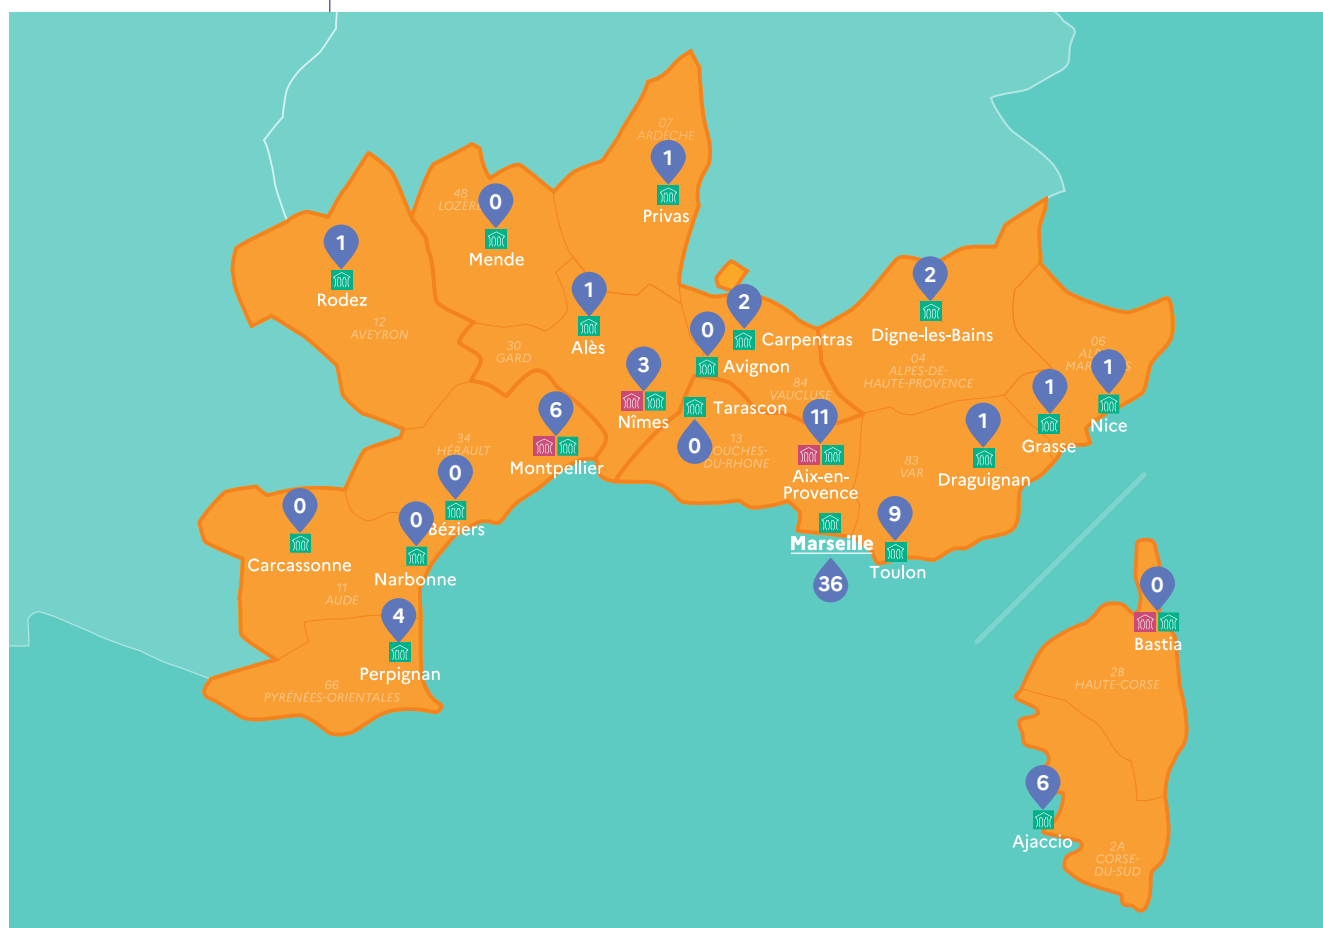 07
ARDÈCHE
1
Privas
48
0
Mende
1
Rodez
12
AVEYRON
1
Alès
30
GARD
2
Carpentras
0
Avignon
84
VAUCLUSE
2
Digne-les-Bains
04
ALPES-DE-
HAUTE-PROVENCE
06
1
Nice
1
Grasse
3
Nîmes
Tarascon
0
13
DU-RHONE
11
Aix-en-
Provence
1
Draguignan
83
VAR
6
Montpellier
34
HÉRAULT
0
Béziers
0
Carcassonne
0
Narbonne
11
AUDE
Marseille
36
9
Toulon
4
Perpignan
66
PYRÉNÉES-ORIENTALES
0
Bastia
2B
HAUTE-CORSE
6
Ajaccio
2A
CORSE-
DU-SUD